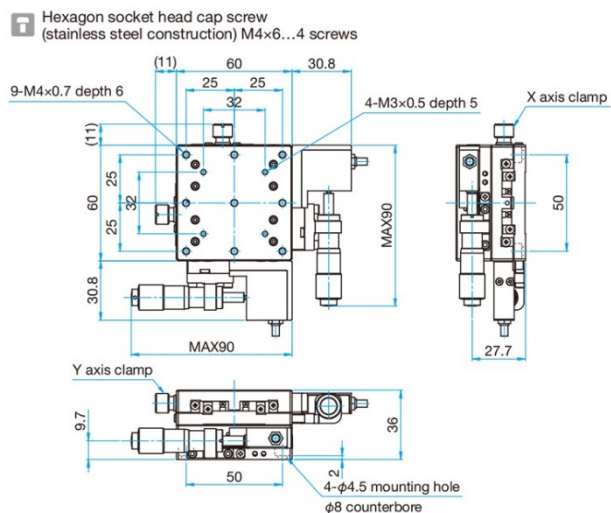 Hexagon socket head cap screw
(stainless steel construction) M4×6…4 screws
(11)
60
30.8
25
25
32
9-M4×0.7 depth 6
4-M3×0.5 depth 5
X axis clamp
(11)
25
60
32
25
30.8
MAX90
50
MAX90
27.7
Y axis clamp
9.7
36
50
2
4-φ4.5 mounting hole
φ8 counterbore